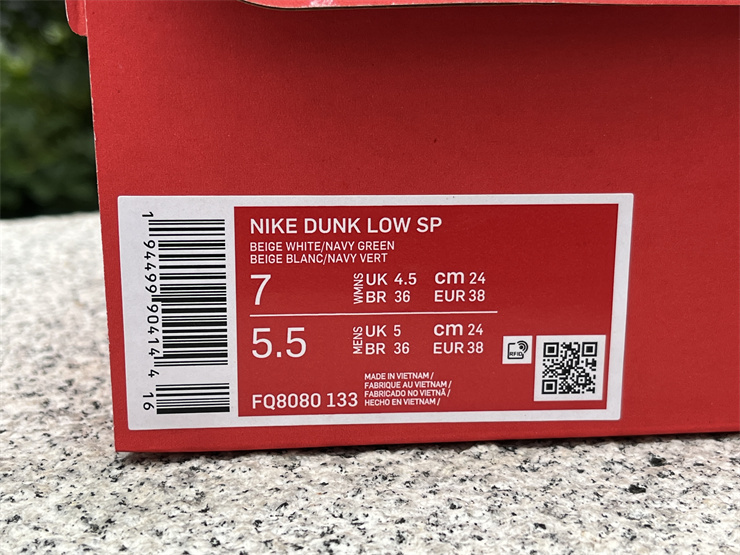 NIKE DUNK LOW SP
BEIGE WHITE/NAVY GREEN
BEIGE BLANC/NAVY VERT
7 WMNS UK 4.5 cm 24
BR 36 EUR 38
5.5 MENS UK 5 cm 24
BR 36 EUR 38
RFID
FQ8080 133
MADE IN VIETNAM /
FABRIQUE AU VIETNAM /
FABRICADO NO VIETNÃ /
HECHO EN VIETNAM /
1 94499 90414 4 16